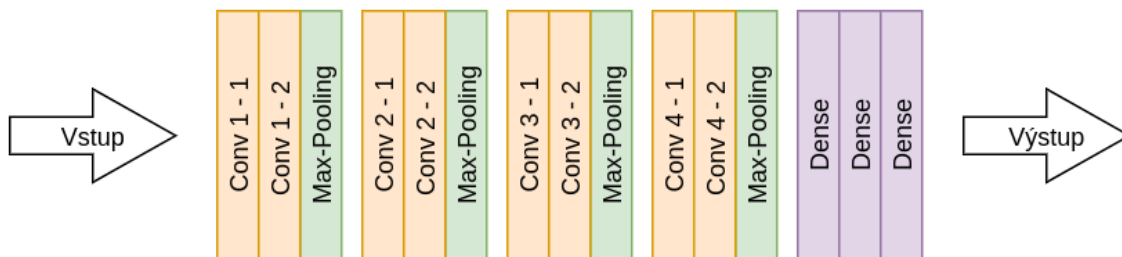 Vstup
Conv 1 - 1
Conv 1 - 2
Max-Pooling
Conv 2 - 1
Conv 2 - 2
Max-Pooling
Conv 3 - 1
Conv 3 - 2
Max-Pooling
Conv 4 - 1
Conv 4 - 2
Max-Pooling
Dense
Dense
Dense
Výstup